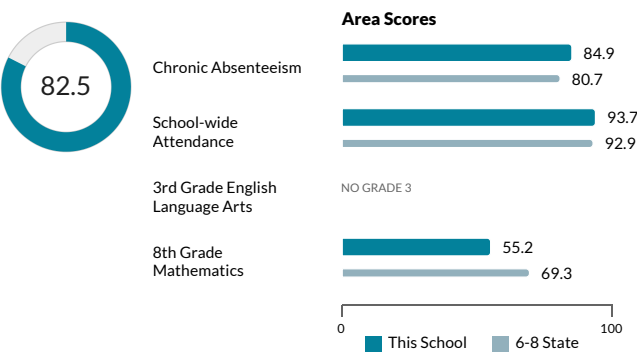 Area Scores
82.5
Chronic Absenteeism
84.9
80.7
School-wide
Attendance
93.7
92.9
3rd Grade English
Language Arts
NO GRADE 3
8th Grade
Mathematics
55.2
69.3
0
100
This School
6-8 State